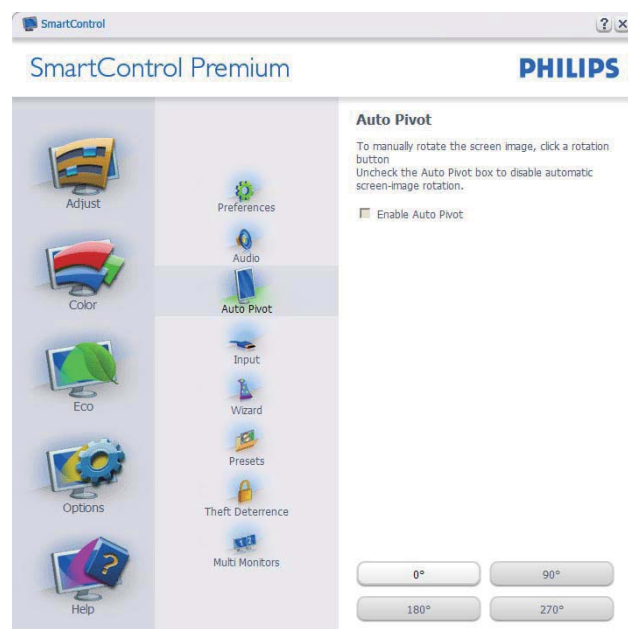 SmartControl
? ×
SmartControl Premium
PHILIPS
Adjust
Color
Eco
Options
?
Help
Preferences
Audio
Auto Pivot
Input
Wizard
Presets
Theft Deterrence
Multi Monitors
Auto Pivot
To manually rotate the screen image, click a rotation
button
Uncheck the Auto Pivot box to disable automatic
screen-image rotation.
Enable Auto Pivot
0°
90°
180°
270°